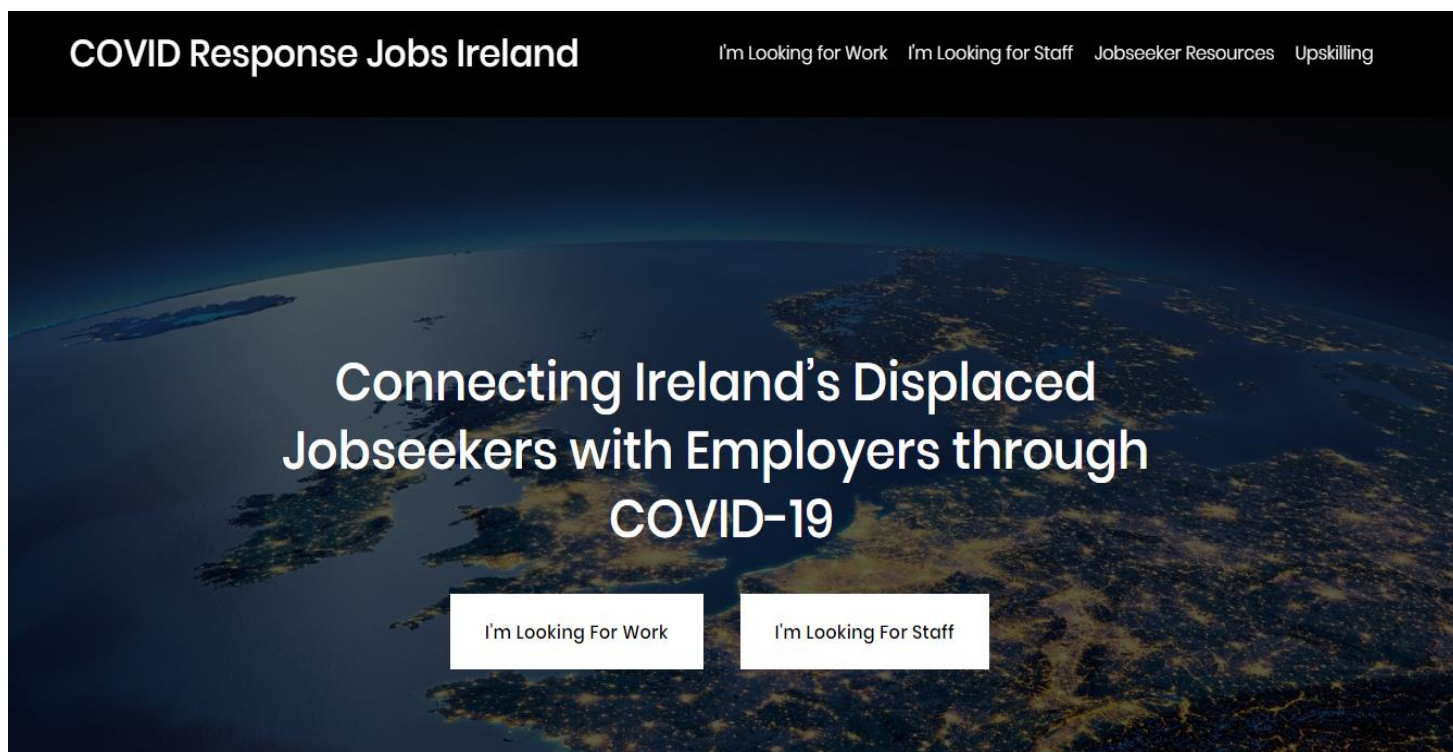 COVID Response Jobs Ireland
I'm Looking for Work I'm Looking for Staff Jobseeker Resources Upskilling
Connecting Ireland’s Displaced
Jobseekers with Employers through
COVID-19
I'm Looking For Work
I'm Looking For Staff